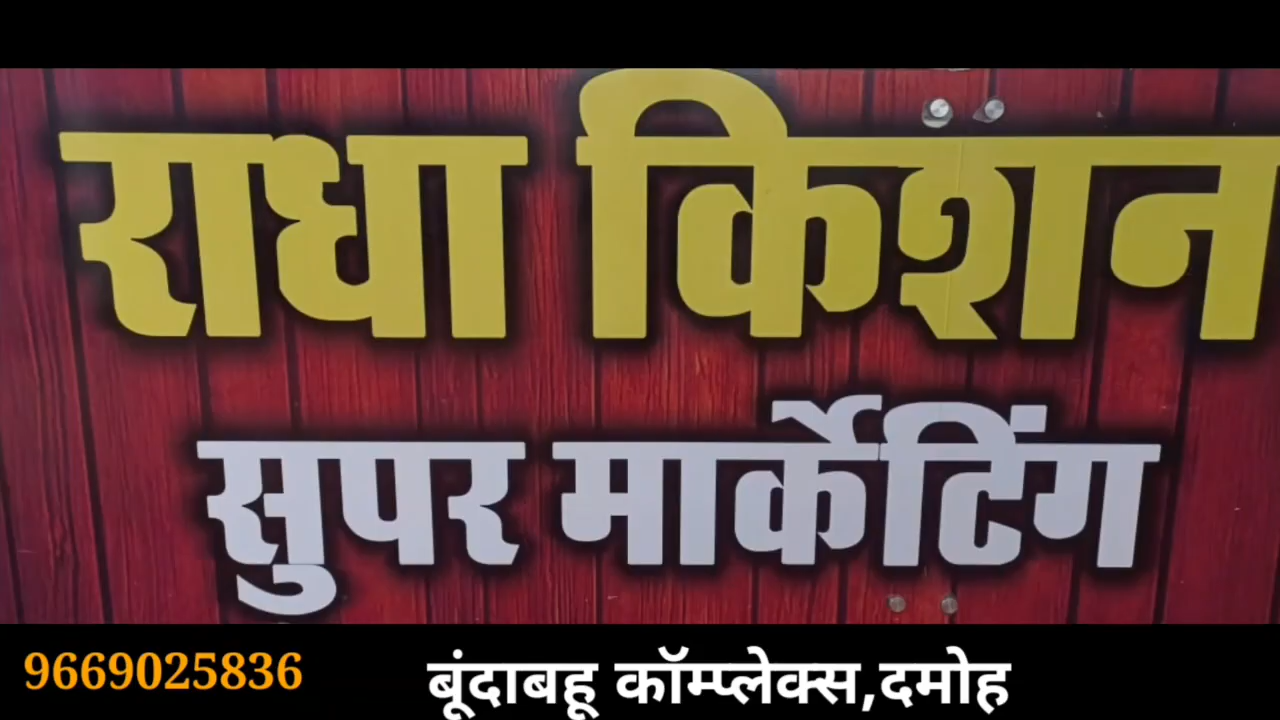 राधा किशन
सुपर मार्केटिंग
9669025836 बूंदाबहू कॉम्प्लेक्स,दमोह